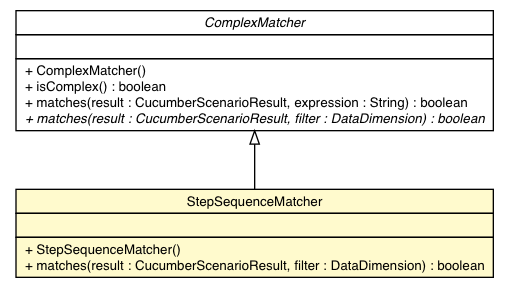 ComplexMatcher
+ ComplexMatcher()
+ isComplex() : boolean
+ matches(result : CucumberScenarioResult, expression : String) : boolean
+ matches(result : CucumberScenarioResult, filter : DataDimension) : boolean
StepSequenceMatcher
+ StepSequenceMatcher()
+ matches(result : CucumberScenarioResult, filter : DataDimension) : boolean